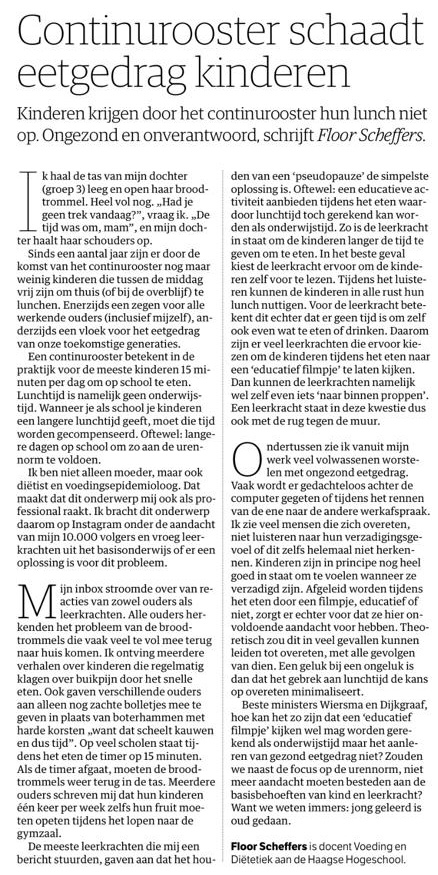 Continurooster schaadt
eetgedrag kinderen
Kinderen krijgen door het continurooster hun lunch niet
op. Ongezond en onverantwoord, schrijft Floor Scheffers.
Ik haal de tas van mijn dochter
(groep 3) leeg en open haar brood-
trommel. Heel vol nog. „Had je
geen trek vandaag?”, vraag ik. „De
tijd was om, mam”, en mijn doch-
ter haalt haar schouders op.
Sinds een aantal jaar zijn er door de
komst van het continurooster nog maar
weinig kinderen die tussen de middag
vrij zijn om thuis (of bij de overblijf) te
lunchen. Enerzijds een zegen voor alle
werkende ouders (inclusief mijzelf), an-
derzijds een vloek voor het eetgedrag
van onze toekomstige generaties.
Een continurooster betekent in de
praktijk voor de meeste kinderen 15 mi-
nuten per dag om op school te eten.
Lunchtijd is namelijk geen onderwijs-
tijd. Wanneer je als school je kinderen
een langere lunchtijd geeft, moet die tijd
worden gecompenseerd. Oftewel: lange-
re dagen op school om zo aan de uren-
norm te voldoen.
Ik ben niet alleen moeder, maar ook
diëtist en voedingsepidemioloog. Dat
maakt dat dit onderwerp mij ook als pro-
fessional raakt. Ik bracht dit onderwerp
daarom op Instagram onder de aandacht
van mijn 10.000 volgers en vroeg leer-
krachten uit het basisonderwijs of er een
oplossing is voor dit probleem.
Mijn inbox stroomde over van re-
acties van zowel ouders als
leerkrachten. Alle ouders her-
kenden het probleem van de brood-
trommels die vaak veel te vol mee terug
naar huis komen. Ik ontving meerdere
verhalen over kinderen die regelmatig
klagen over buikpijn door het snelle
eten. Ook gaven verschillende ouders
aan alleen nog zachte bolletjes mee te
geven in plaats van boterhammen met
harde korsten „want dat scheelt kauwen
en dus tijd”. Op veel scholen staat tij-
dens het eten de timer op 15 minuten.
Als de timer afgaat, moeten de brood-
trommels weer terug in de tas. Meerdere
ouders schreven mij dat hun kinderen
één keer per week zelfs hun fruit moe-
ten opeten tijdens het lopen naar de
gymzaal.
De meeste leerkrachten die mij een
bericht stuurden, gaven aan dat het hou-
den van een ‘pseudopauze’ de simpelste
oplossing is. Oftewel: een educatieve ac-
tiviteit aanbieden tijdens het eten waar-
door lunchtijd toch gerekend kan wor-
den als onderwijstijd. Zo is de leerkracht
in staat om de kinderen langer de tijd te
geven om te eten. In het beste geval
kiest de leerkracht ervoor om de kinde-
ren zelf voor te lezen. Tijdens het luiste-
ren kunnen de kinderen in alle rust hun
lunch nuttigen. Voor de leerkracht bete-
kent dit echter dat er geen tijd is om zelf
ook even wat te eten of drinken. Daarom
zijn er veel leerkrachten die ervoor kie-
zen om de kinderen tijdens het eten naar
een ‘educatief filmpje’ te laten kijken.
Dan kunnen de leerkrachten namelijk
wel zelf even iets ‘naar binnen proppen’.
Een leerkracht staat in deze kwestie dus
ook met de rug tegen de muur.
Ondertussen zie ik vanuit mijn
werk veel volwassenen worste-
len met ongezond eetgedrag.
Vaak wordt er gedachteloos achter de
computer gegeten of tijdens het rennen
van de ene naar de andere werkafspraak.
Ik zie veel mensen die zich overeten,
niet luisteren naar hun verzadigingsge-
voel of dit zelfs helemaal niet herken-
nen. Kinderen zijn in principe nog heel
goed in staat om te voelen wanneer ze
verzadigd zijn. Afgeleid worden tijdens
het eten door een filmpje, educatief of
niet, zorgt er echter voor dat ze hier on-
voldoende aandacht voor hebben. Theo-
retisch zou dit in veel gevallen kunnen
leiden tot overeten, met alle gevolgen
van dien. Een geluk bij een ongeluk is
dan dat het gebrek aan lunchtijd de kans
op overeten minimaliseert.
Beste ministers Wiersma en Dijkgraaf,
hoe kan het zo zijn dat een ‘educatief
filmpje’ kijken wel mag worden gere-
kend als onderwijstijd maar het aanle-
ren van gezond eetgedrag niet? Zouden
we naast de focus op de urennorm, niet
meer aandacht moeten besteden aan de
basisbehoeften van kind en leerkracht?
Want we weten immers: jong geleerd is
oud gedaan.
Floor Scheffers is docent Voeding en
Diëtetiek aan de Haagse Hogeschool.